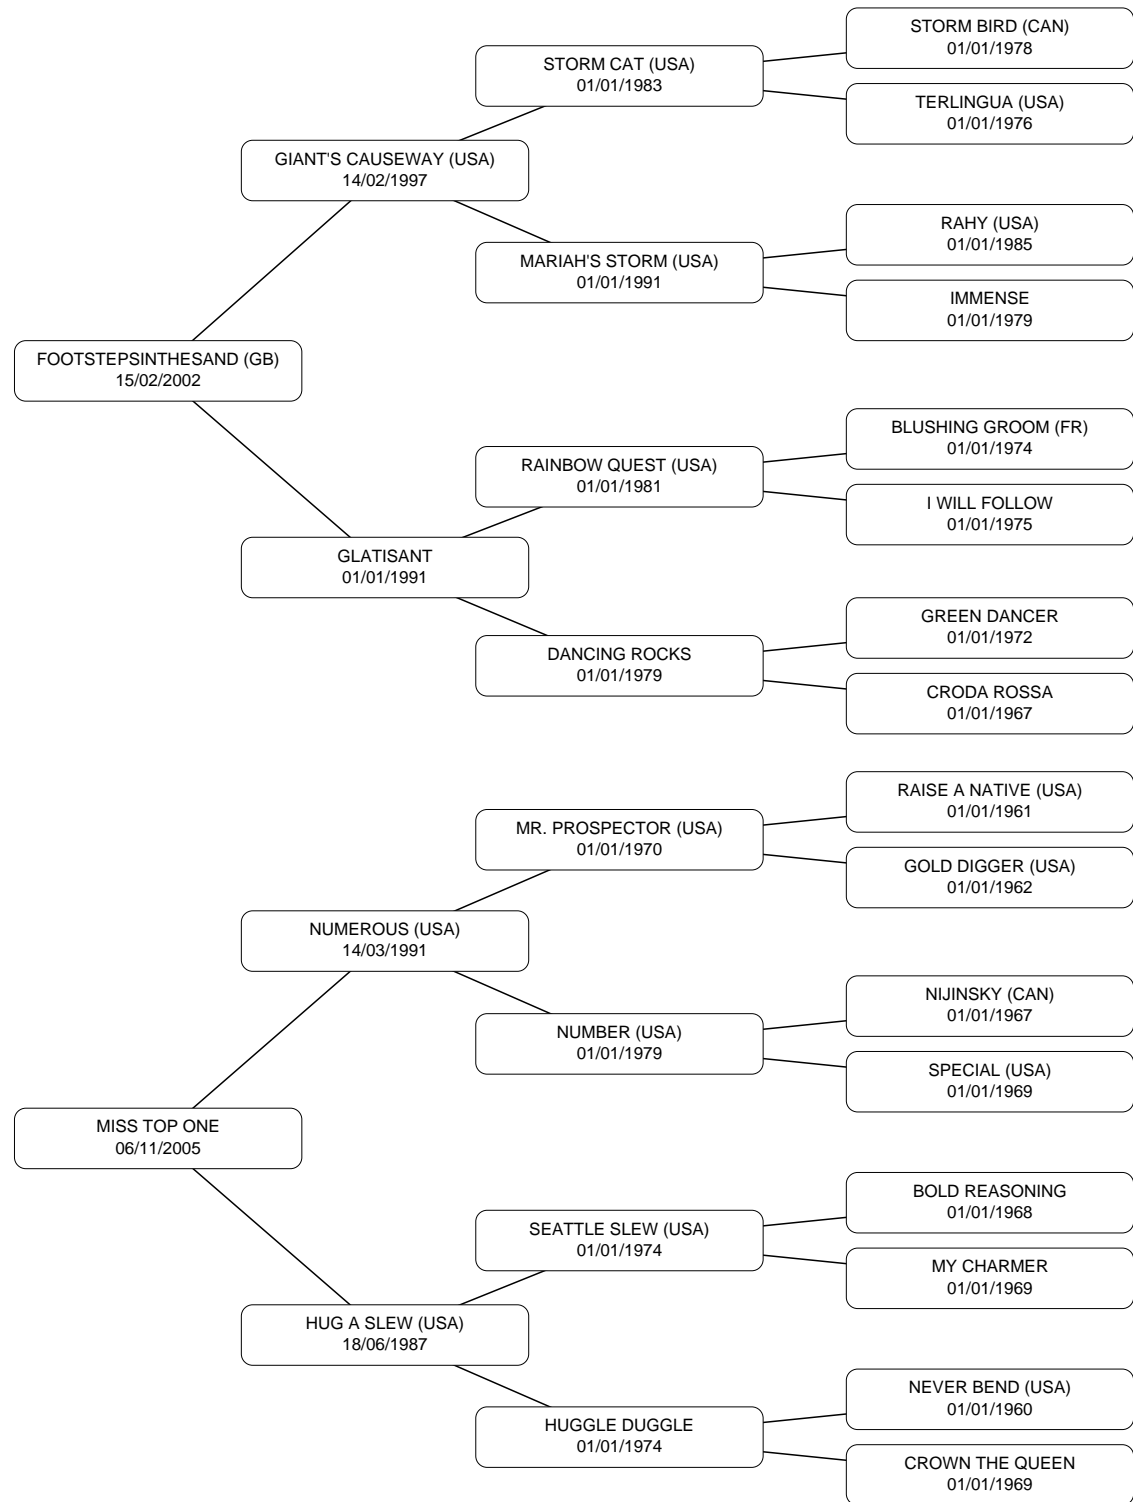 STORM BIRD (CAN)
01/01/1978
STORM CAT (USA)
01/01/1983
TERLINGUA (USA)
01/01/1976
GIANT'S CAUSEWAY (USA)
14/02/1997
RAHY (USA)
01/01/1985
MARIAH'S STORM (USA)
01/01/1991
IMMENSE
01/01/1979
FOOTSTEPSINTHESAND (GB)
15/02/2002
BLUSHING GROOM (FR)
01/01/1974
RAINBOW QUEST (USA)
01/01/1981
I WILL FOLLOW
01/01/1975
GLATISANT
01/01/1991
GREEN DANCER
01/01/1972
DANCING ROCKS
01/01/1979
CRODA ROSSA
01/01/1967
RAISE A NATIVE (USA)
01/01/1961
MR. PROSPECTOR (USA)
01/01/1970
GOLD DIGGER (USA)
01/01/1962
NUMEROUS (USA)
14/03/1991
NIJINSKY (CAN)
01/01/1967
NUMBER (USA)
01/01/1979
SPECIAL (USA)
01/01/1969
MISS TOP ONE
06/11/2005
BOLD REASONING
01/01/1968
SEATTLE SLEW (USA)
01/01/1974
MY CHARMER
01/01/1969
HUG A SLEW (USA)
18/06/1987
NEVER BEND (USA)
01/01/1960
HUGGLE DUGGLE
01/01/1974
CROWN THE QUEEN
01/01/1969